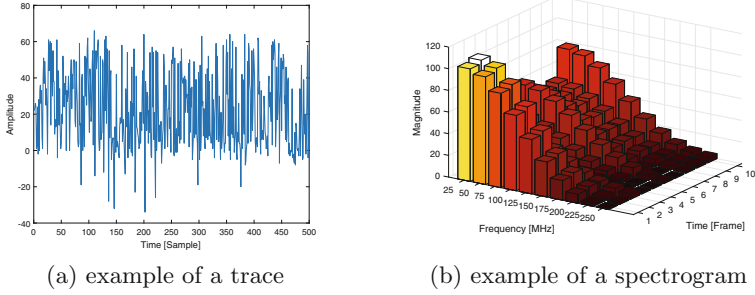 80
60
40
20
0
-20
-40
Amplitude
0 50 100 150 200 250 300 350 400 450 500
Time [Sample]
120
100
80
60
40
20
0
Magnitude
25 50 75 100 125 150 175 200 225 250
Frequency [MHz]
1 2 3 4 5 6 7 8 9 10
Time [Frame]
(a) example of a trace
(b) example of a spectrogram